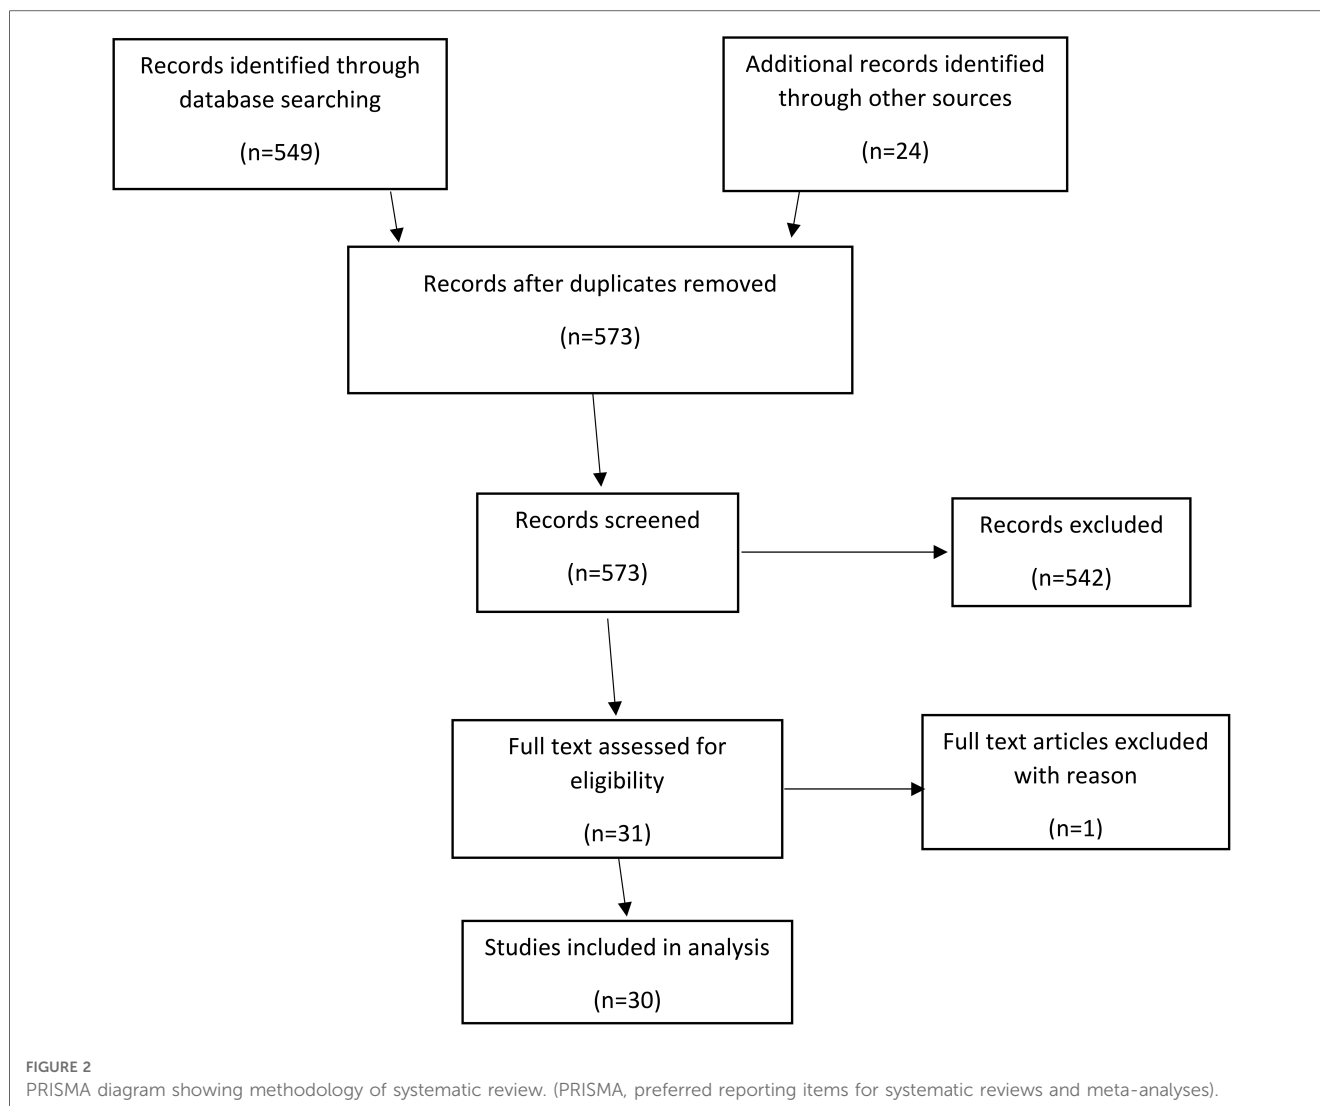 Records identified through
database searching
(n=549)
Additional records identified
through other sources
(n=24)
Records after duplicates removed
(n=573)
Records screened
(n=573)
Records excluded
(n=542)
Full text assessed for
eligibility
(n=31)
Full text articles excluded
with reason
(n=1)
Studies included in analysis
(n=30)
FIGURE 2
PRISMA diagram showing methodology of systematic review. (PRISMA, preferred reporting items for systematic reviews and meta-analyses).